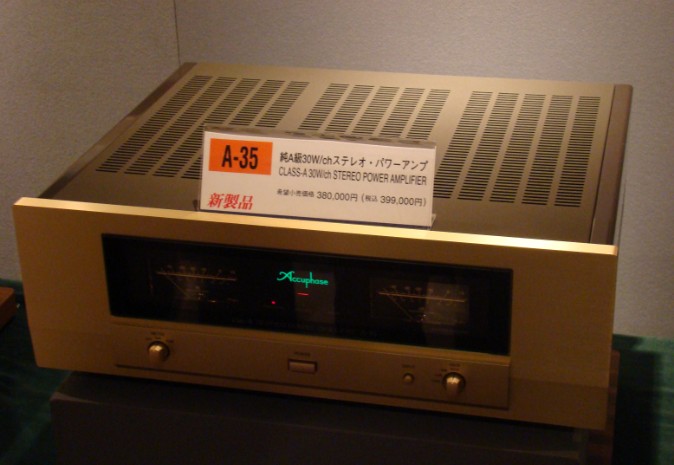 A-35
純A級30W/chステレオ・パワーアンプ
CLASS-A 30W/ch STEREO POWER AMPLIFIER
希望小売価格 380,000円(税込 399,000円)
新製品
Accuphase
POWER